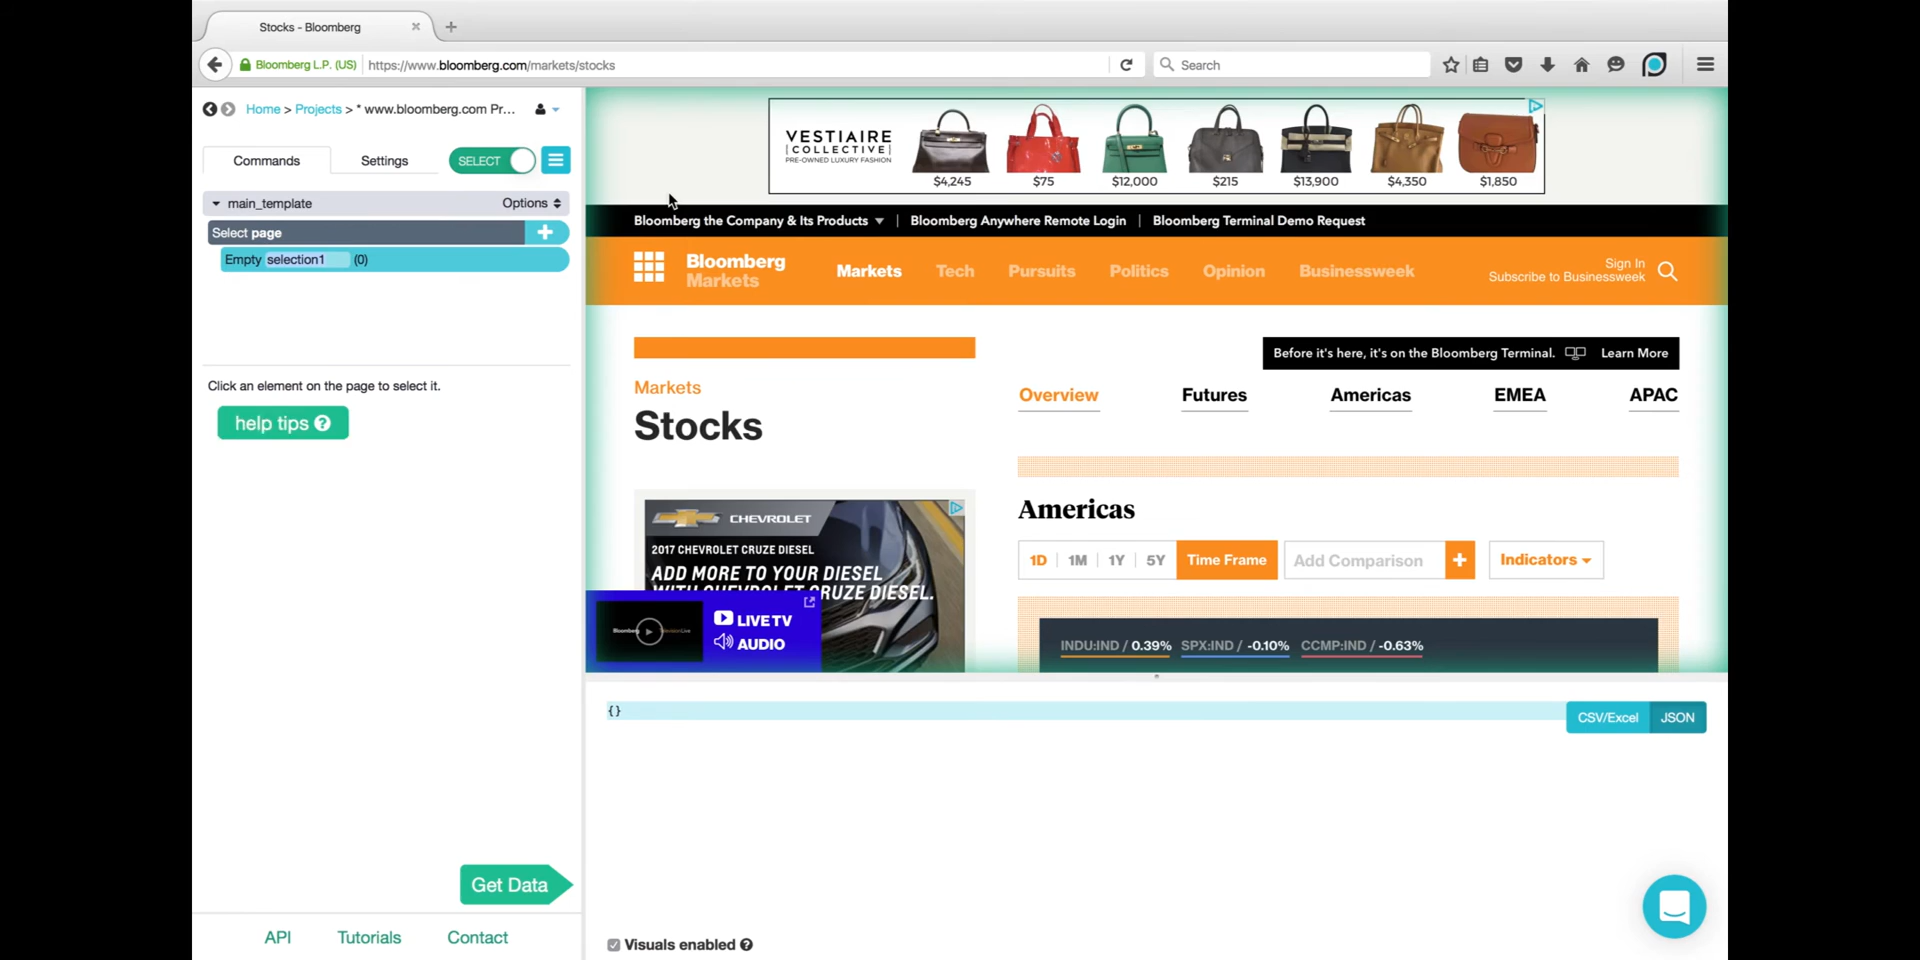 Stocks - Bloomberg
Bloomberg L.P. (US) https://www.bloomberg.com/markets/stocks
Search
Home > Projects > * www.bloomberg.com Pr...
Commands Settings SELECT
main_template Options
Select page
Empty selection1 (0)
Click an element on the page to select it.
help tips ?
Get Data
API Tutorials Contact
VESTIAIRE
|COLLECTIVE|
PRE-OWNED LUXURY FASHION
$4,245 $75 $12,000 $215 $13,900 $4,350 $1,850
Bloomberg the Company & Its Products | Bloomberg Anywhere Remote Login | Bloomberg Terminal Demo Request
Bloomberg
Markets
Markets Tech Pursuits Politics Opinion Businessweek
Sign In
Subscribe to Businessweek
Before it's here, it's on the Bloomberg Terminal. Learn More
Markets
Stocks
Overview Futures Americas EMEA APAC
Americas
1D | 1M | 1Y | 5Y Time Frame Add Comparison + Indicators
CHEVROLET
2017 CHEVROLET CRUZE DIESEL
ADD MORE TO YOUR DIESEL
WITH CHEVROLET CRUZE DIESEL.
LIVE TV
AUDIO
INDU:IND / 0.39% SPX:IND / -0.10% CCMP:IND / -0.63%
{}
CSV/Excel JSON
Visuals enabled ?